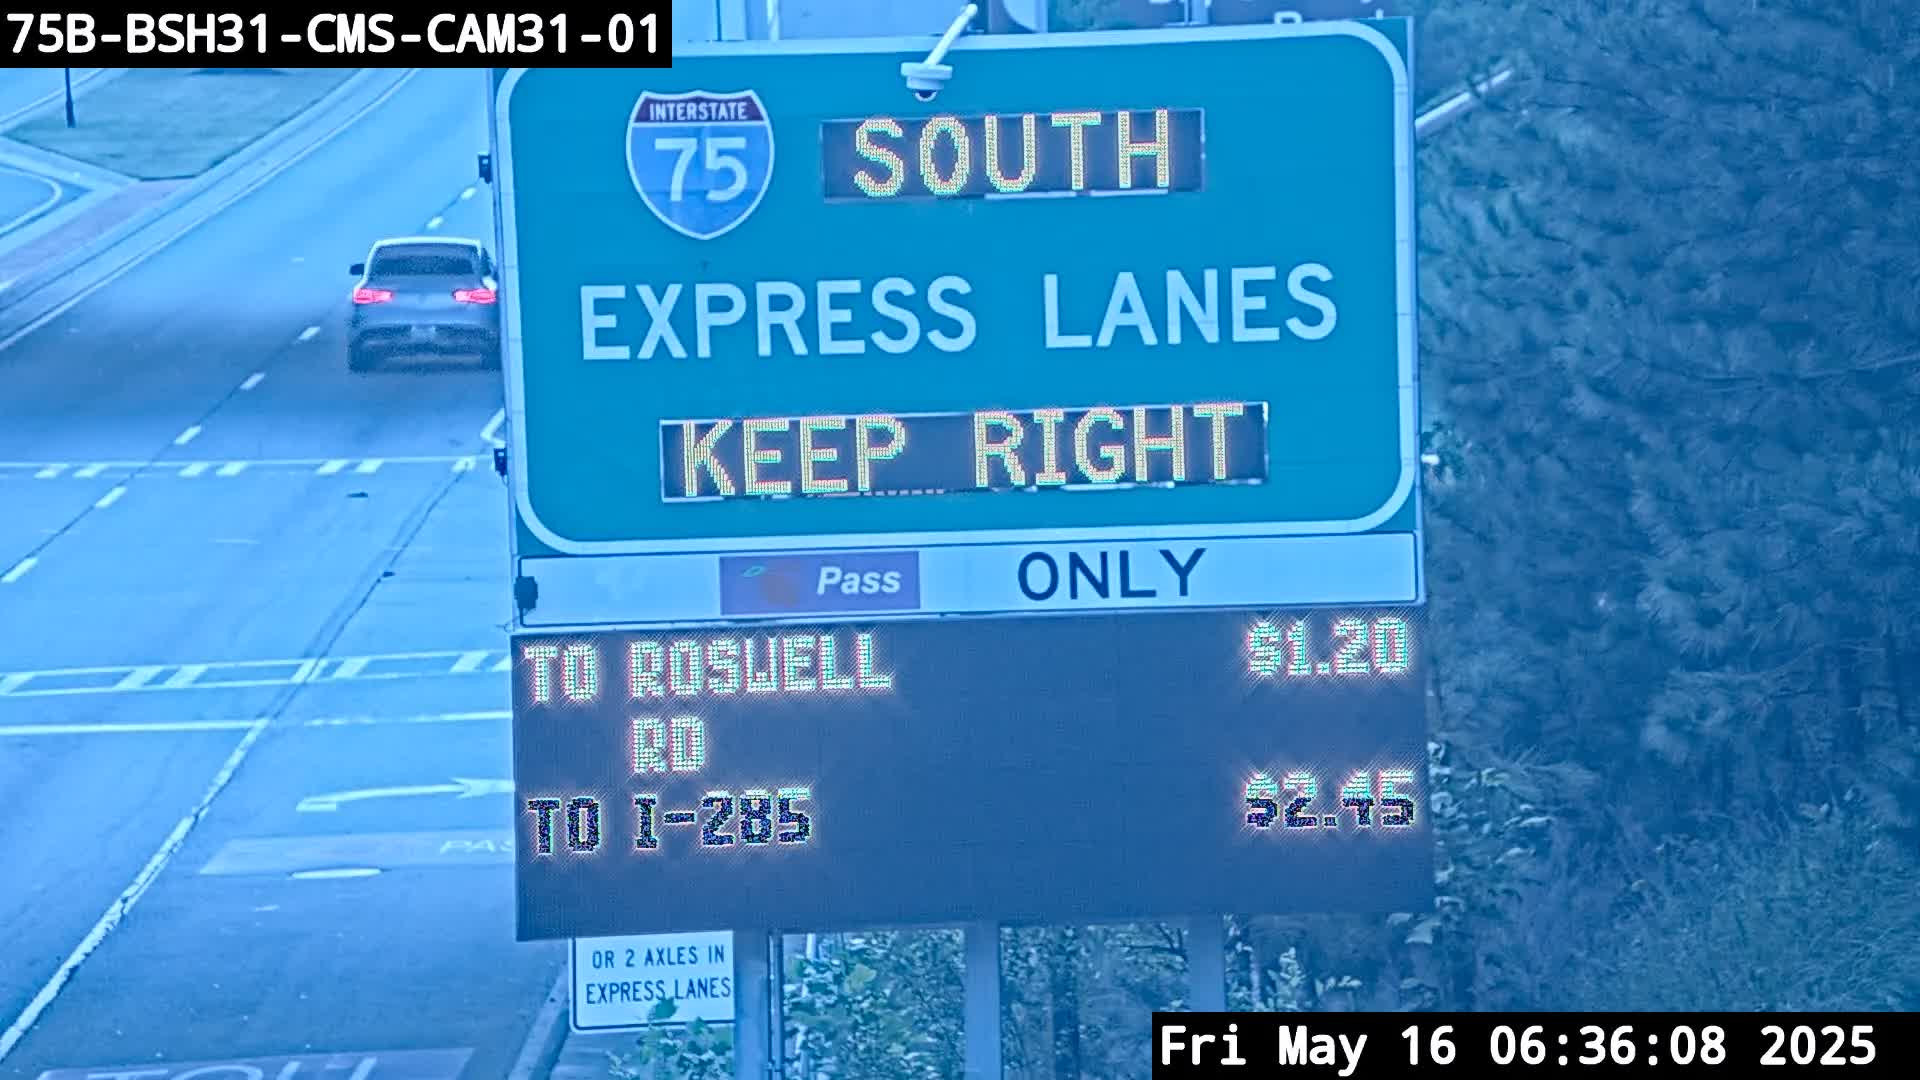 75B-BSH31-CMS-CAM31-01
INTERSTATE
75
SOUTH
EXPRESS LANES
KEEP RIGHT
Pass ONLY
TO ROSWELL $1.20
RD
TO I-285 $2.45
OR 2 AXLES IN
EXPRESS LANES
Fri May 16 06:36:08 2025